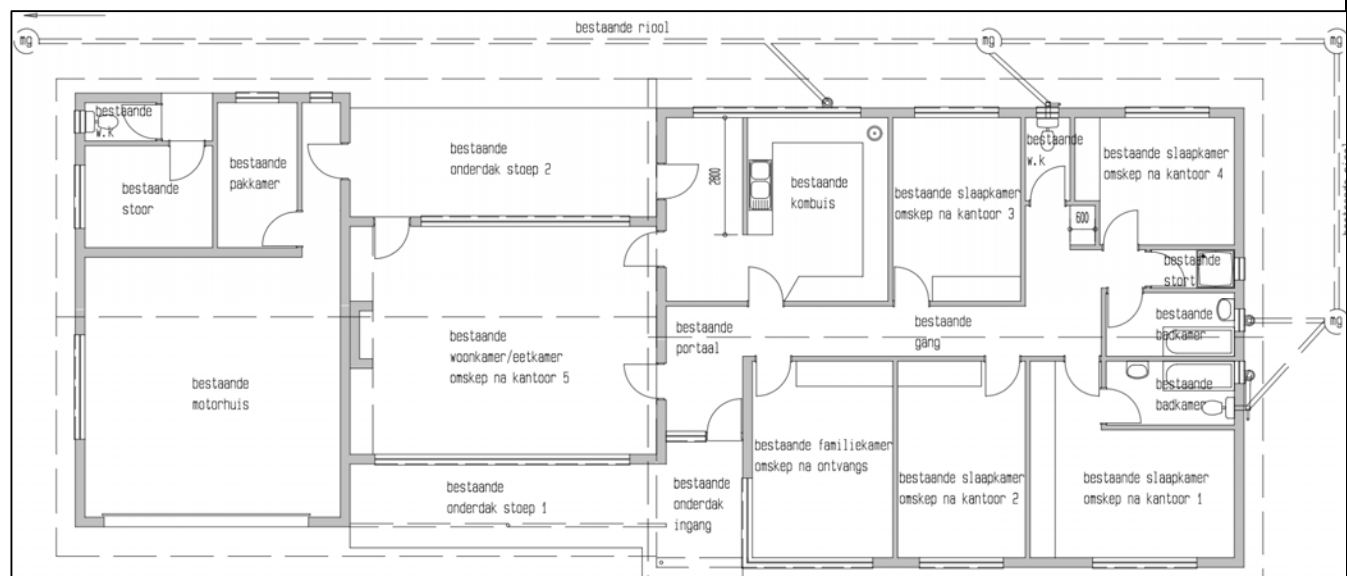 bestaande riool
mg
mg
mg
bestaande
w.k
bestaande
stoor
bestaande
pakkamer
bestaande
onderdak stoep 2
2800
bestaande
kombuis
bestaande slaapkamer
omskep na kantoor 3
bestaande
w.k
600
bestaande slaapkamer
omskep na kantoor 4
bestaande
stort
bestaande
badkamer
mg
bestaande
motorhuis
bestaande
woonkamer/eetkamer
omskep na kantoor 5
bestaande
portaal
bestaande
gang
bestaande
badkamer
bestaande
onderdak stoep 1
bestaande
onderdak
ingang
bestaande familiekamer
omskep na ontvangs
bestaande slaapkamer
omskep na kantoor 2
bestaande slaapkamer
omskep na kantoor 1